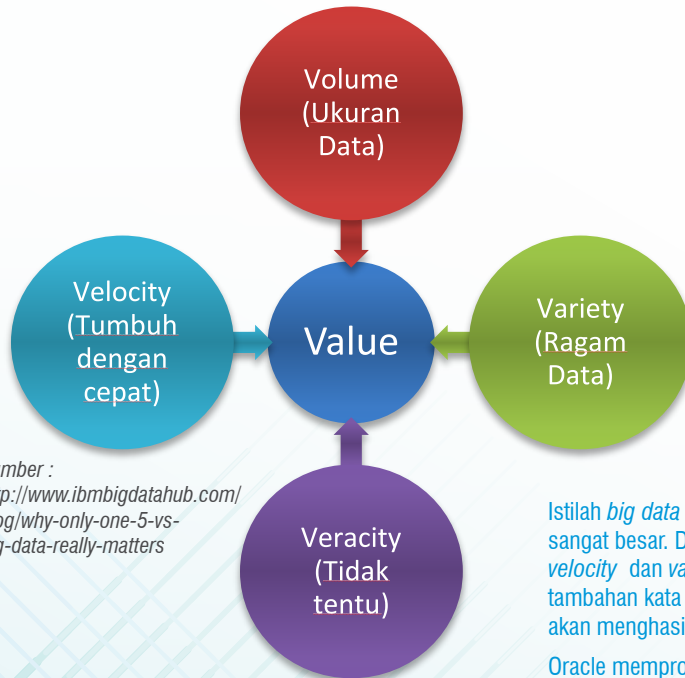 Volume
(Ukuran
Data)
Velocity
(Tumbuh
dengan
cepat)
Value
Variety
(Ragam
Data)
Veracity
(Tidak
tentu)
mber :
p://www.ibmbigdatahub.com/
og/why-only-one-5-vs-
g-data-really-matters
Istilah big data
sangat besar. D
velocity dan va
tambahan kata
akan menghasi
Oracle mempro